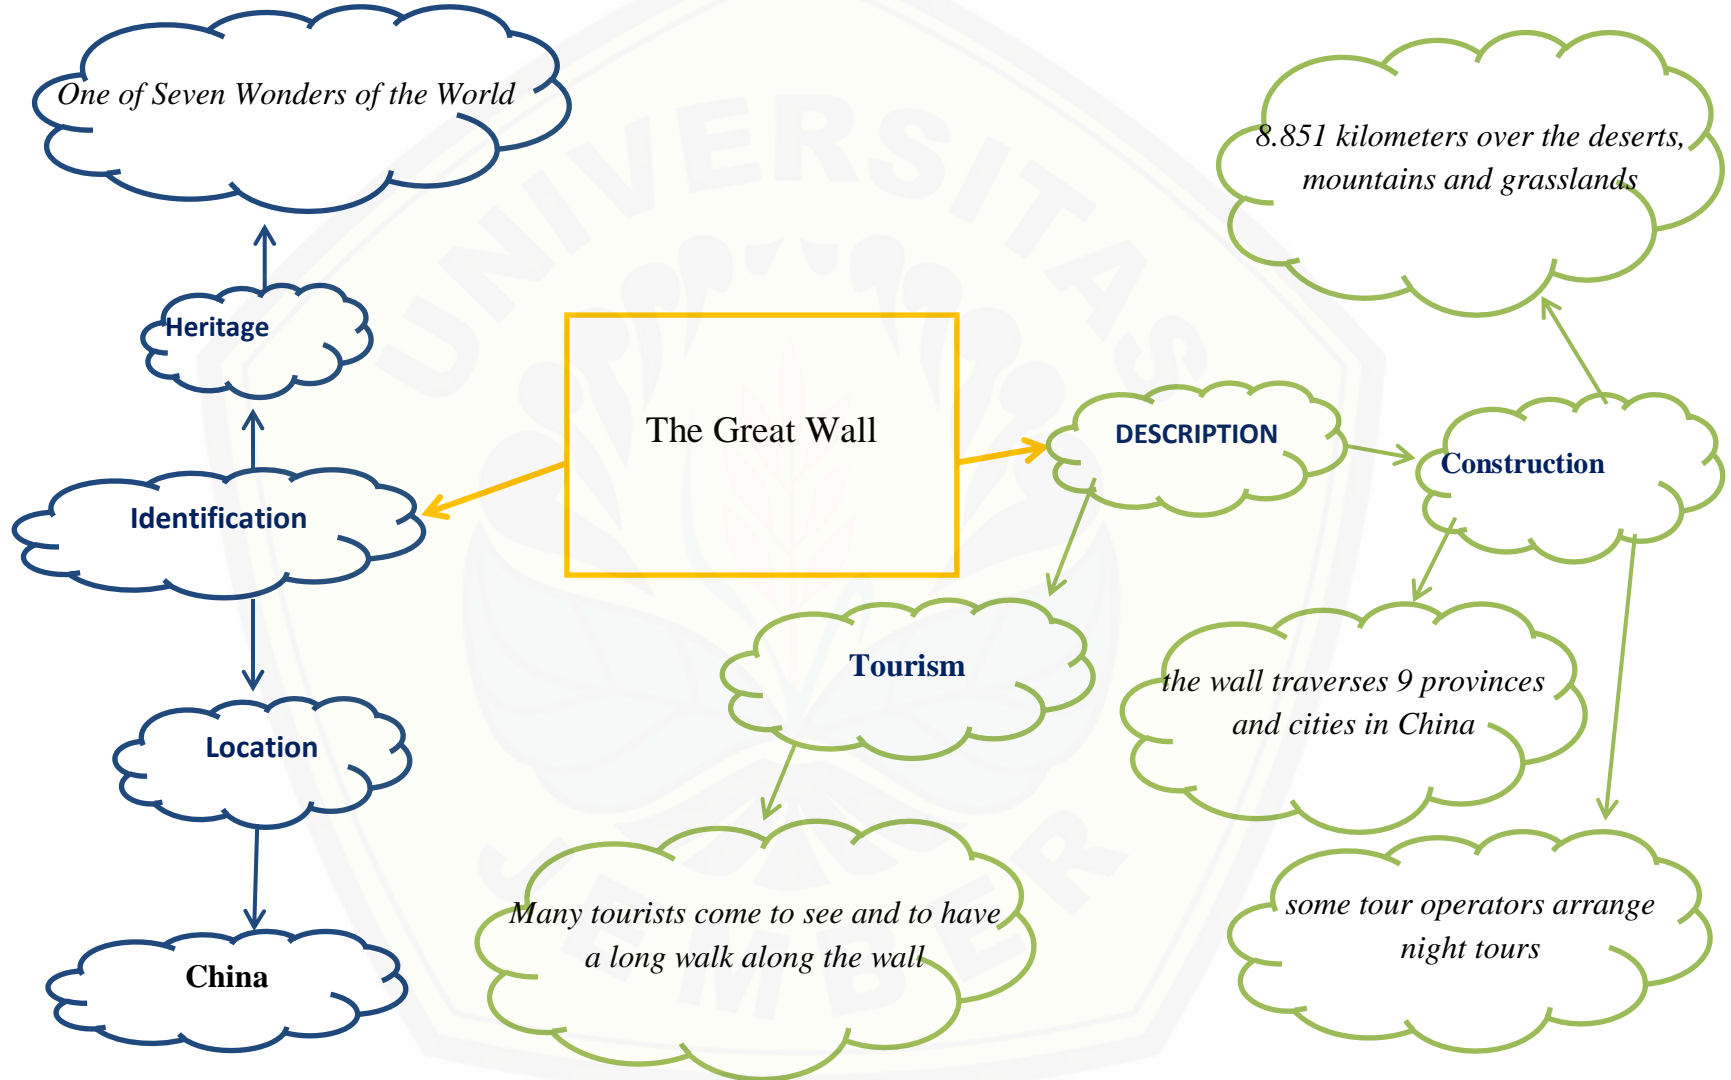 One of Seven Wonders of the World
8.851 kilometers over the deserts,
mountains and grasslands
Heritage
The Great Wall
DESCRIPTION
Construction
Identification
Tourism
the wall traverses 9 provinces
and cities in China
Location
Many tourists come to see and to have
a long walk along the wall
some tour operators arrange
night tours
China
UNIVERSITAS
JEMBER